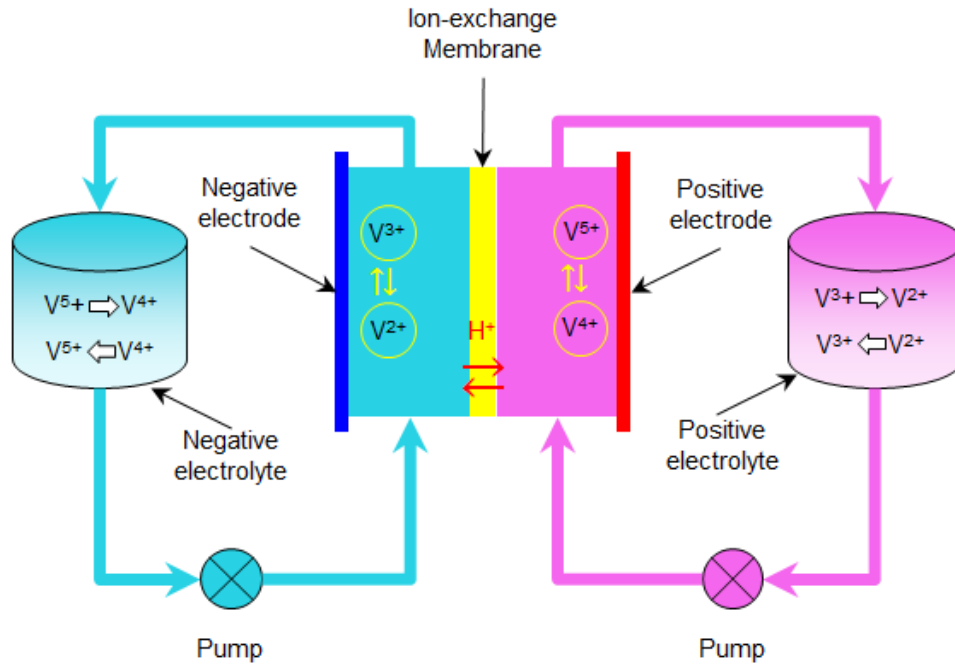 Ion-exchange
Membrane
Negative
electrode
Positive
electrode
V³⁺
V⁵⁺
V⁵+ V⁴⁺
V³+ V²⁺
V²⁺
H⁺
V⁴⁺
V⁵⁺ V⁴⁺
V³⁺ V²⁺
Negative
electrolyte
Positive
electrolyte
Pump
Pump